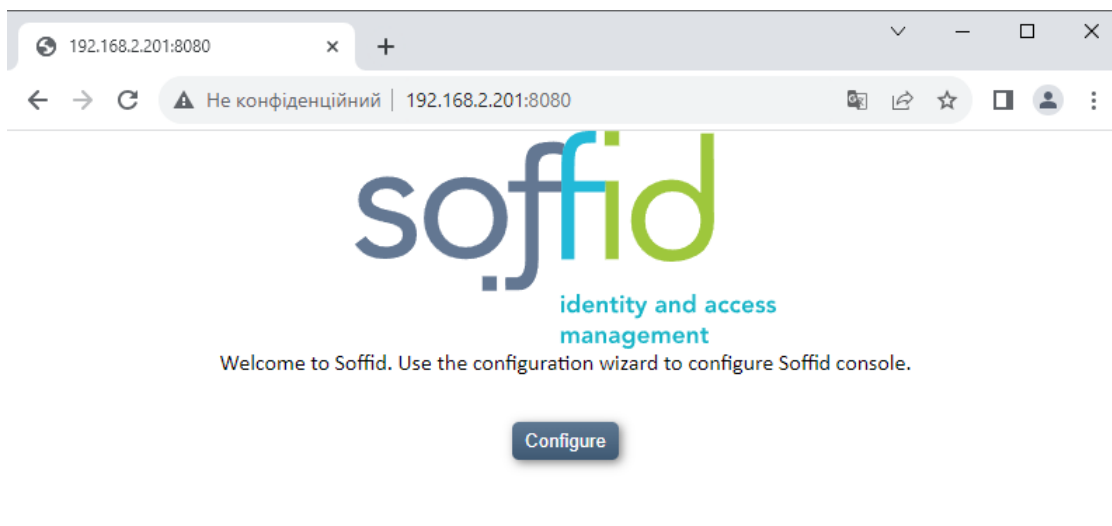 192.168.2.201:8080
Не конфіденційний 192.168.2.201:8080
soffid
identity and access
management
Welcome to Soffid. Use the configuration wizard to configure Soffid console.
Configure